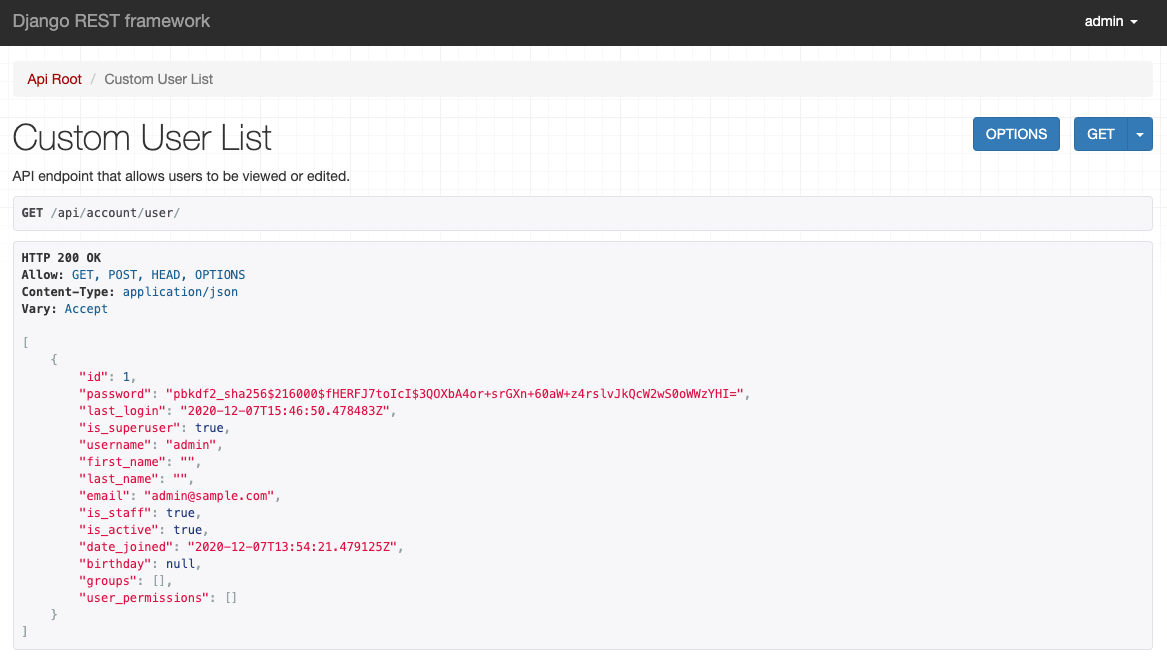 Django REST framework
admin
Api Root / Custom User List
Custom User List
OPTIONS
GET
API endpoint that allows users to be viewed or edited.
GET /api/account/user/
HTTP 200 OK
Allow: GET, POST, HEAD, OPTIONS
Content-Type: application/json
Vary: Accept
[
    {
        "id": 1,
        "password": "pbkdf2_sha256$216000$fHERFJ7toIcI$3QOXbA4or+srGXn+60aW+z4rslvJkQcW2wS0oWWzYHI=",
        "last_login": "2020-12-07T15:46:50.478483Z",
        "is_superuser": true,
        "username": "admin",
        "first_name": "",
        "last_name": "",
        "email": "admin@sample.com",
        "is_staff": true,
        "is_active": true,
        "date_joined": "2020-12-07T13:54:21.479125Z",
        "birthday": null,
        "groups": [],
        "user_permissions": []
    }
]